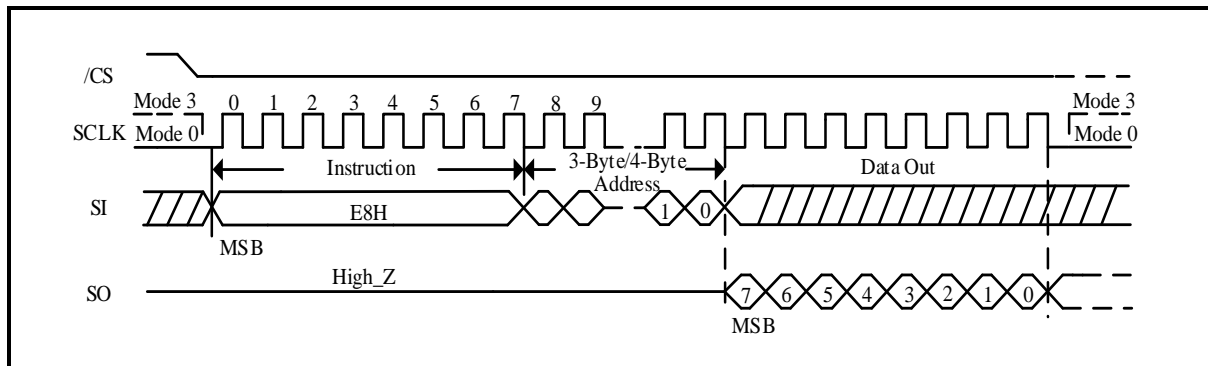 /CS
Mode 3 0 1 2 3 4 5 6 7 8 9 Mode 3
SCLK Mode 0 Mode 0
Instruction 3-Byte/4-Byte Address Data Out
SI E8H 1 0
MSB
High_Z
SO 7 6 5 4 3 2 1 0
MSB